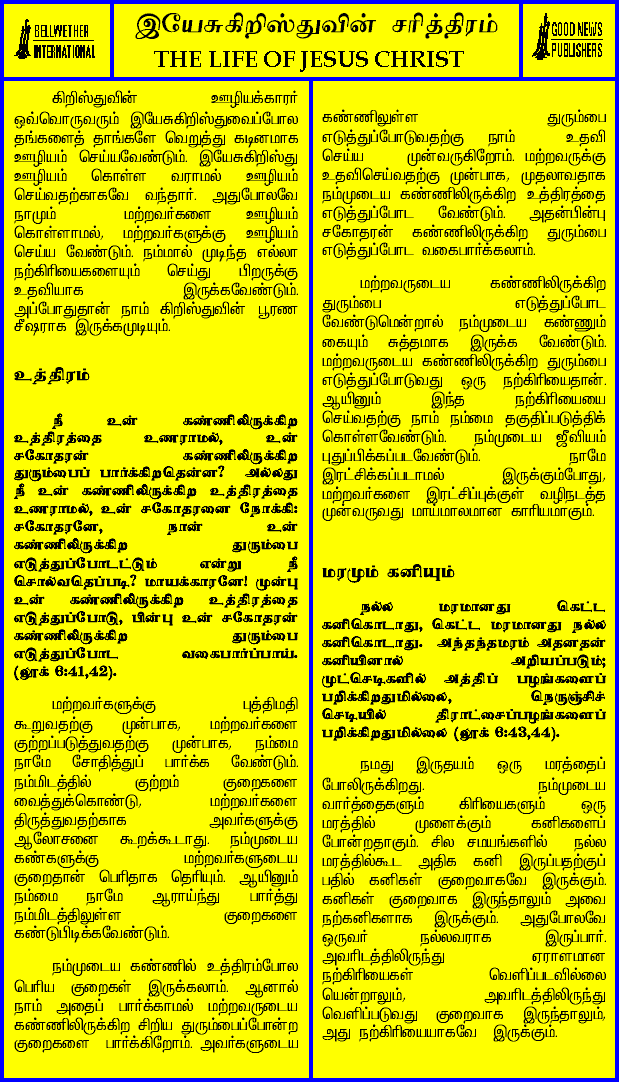 BELLWETHER
INTERNATIONAL
இயேசுகிறிஸ்துவின் சரித்திரம்
THE LIFE OF JESUS CHRIST
GOOD NEWS
PUBLISHERS
கிறிஸ்துவின் ஊழியக்காரர்
ஒவ்வொருவரும் இயேசுகிறிஸ்துவைப்போல
தங்களைத் தாங்களே வெறுத்து கடினமாக
ஊழியம் செய்யவேண்டும். இயேசுகிறிஸ்து
ஊழியம் கொள்ள வராமல் ஊழியம்
செய்வதற்காகவே வந்தார். அதுபோலவே
நாமும் மற்றவர்களை ஊழியம்
கொள்ளாமல், மற்றவர்களுக்கு ஊழியம்
செய்ய வேண்டும். நம்மால் முடிந்த எல்லா
நற்கிரியைகளையும் செய்து பிறருக்கு
உதவியாக இருக்கவேண்டும்.
அப்போதுதான் நாம் கிறிஸ்துவின் பூரண
சீஷராக இருக்கமுடியும்.
உத்திரம்
நீ உன் கண்ணிலிருக்கிற
உத்திரத்தை உணராமல், உன்
சகோதரன் கண்ணிலிருக்கிற
துரும்பைப் பார்க்கிறதென்ன? அல்லது
நீ உன் கண்ணிலிருக்கிற உத்திரத்தை
உணராமல், உன் சகோதரனை நோக்கி:
சகோதரனே, நான் உன்
கண்ணிலிருக்கிற துரும்பை
எடுத்துப்போடட்டும் என்று நீ
சொல்வதெப்படி? மாயக்காரனே! முன்பு
உன் கண்ணிலிருக்கிற உத்திரத்தை
எடுத்துப்போடு, பின்பு உன் சகோதரன்
கண்ணிலிருக்கிற துரும்பை
எடுத்துப்போட வகைபார்ப்பாய்.
(லூக் 6:41,42).
மற்றவர்களுக்கு புத்திமதி
கூறுவதற்கு முன்பாக, மற்றவர்களை
குற்றப்படுத்துவதற்கு முன்பாக, நம்மை
நாமே சோதித்துப் பார்க்க வேண்டும்.
நம்மிடத்தில் குற்றம் குறைகளை
வைத்துக்கொண்டு, மற்றவர்களை
திருத்துவதற்காக அவர்களுக்கு
ஆலோசனை கூறக்கூடாது. நம்முடைய
கண்களுக்கு மற்றவர்களுடைய
குறைதான் பெரிதாக தெரியும். ஆயினும்
நம்மை நாமே ஆராய்ந்து பார்த்து
நம்மிடத்திலுள்ள குறைகளை
கண்டுபிடிக்கவேண்டும்.
நம்முடைய கண்ணில் உத்திரம்போல
பெரிய குறைகள் இருக்கலாம். ஆனால்
நாம் அதைப் பார்க்காமல் மற்றவருடைய
கண்ணிலிருக்கிற சிறிய துரும்பைப்போன்ற
குறைகளை பார்க்கிறோம். அவர்களுடைய
கண்ணிலுள்ள துரும்பை
எடுத்துப்போடுவதற்கு நாம் உதவி
செய்ய முன்வருகிறோம். மற்றவருக்கு
உதவிசெய்வதற்கு முன்பாக, முதலாவதாக
நம்முடைய கண்ணிலிருக்கிற உத்திரத்தை
எடுத்துப்போட வேண்டும். அதன்பின்பு
சகோதரன் கண்ணிலிருக்கிற துரும்பை
எடுத்துப்போட வகைபார்க்கலாம்.
மற்றவருடைய கண்ணிலிருக்கிற
துரும்பை எடுத்துப்போட
வேண்டுமென்றால் நம்முடைய கண்ணும்
கையும் சுத்தமாக இருக்க வேண்டும்.
மற்றவருடைய கண்ணிலிருக்கிற துரும்பை
எடுத்துப்போடுவது ஒரு நற்கிரியைதான்.
ஆயினும் இந்த நற்கிரியையை
செய்வதற்கு நாம் நம்மை தகுதிப்படுத்திக்
கொள்ளவேண்டும். நம்முடைய ஜீவியம்
புதுப்பிக்கப்படவேண்டும். நாமே
இரட்சிக்கப்படாமல் இருக்கும்போது,
மற்றவர்களை இரட்சிப்புக்குள் வழிநடத்த
முன்வருவது மாய்மாலமான காரியமாகும்.
மரமும் கனியும்
நல்ல மரமானது கெட்ட
கனிகொடாது, கெட்ட மரமானது நல்ல
கனிகொடாது. அந்தந்தமரம் அதனதன்
கனியினால் அறியப்படும்;
முட்செடிகளில் அத்திப் பழங்களைப்
பறிக்கிறதுமில்லை, நெருஞ்சிச்
செடியில் திராட்சைப்பழங்களைப்
பறிக்கிறதுமில்லை (லூக் 6:43,44).
நமது இருதயம் ஒரு மரத்தைப்
போலிருக்கிறது. நம்முடைய
வார்த்தைகளும் கிரியைகளும் ஒரு
மரத்தில் முளைக்கும் கனிகளைப்
போன்றதாகும். சில சமயங்களில் நல்ல
மரத்தில்கூட அதிக கனி இருப்பதற்குப்
பதில் கனிகள் குறைவாகவே இருக்கும்.
கனிகள் குறைவாக இருந்தாலும் அவை
நற்கனிகளாக இருக்கும். அதுபோலவே
ஒருவர் நல்லவராக இருப்பார்.
அவரிடத்திலிருந்து ஏராளமான
நற்கிரியைகள் வெளிப்படவில்லை
யென்றாலும், அவரிடத்திலிருந்து
வெளிப்படுவது குறைவாக இருந்தாலும்,
அது நற்கிரியையாகவே இருக்கும்.